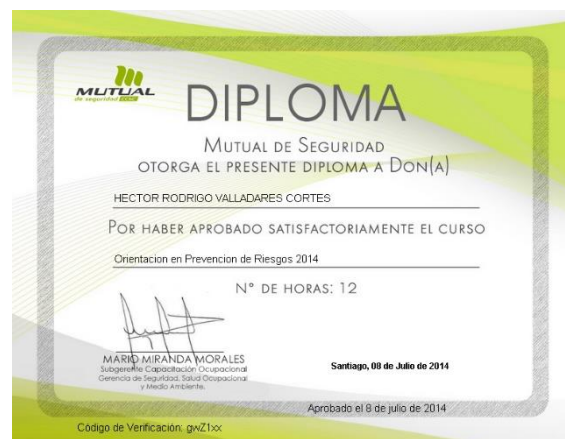 MUTUAL
de seguridad CChC
DIPLOMA
MUTUAL DE SEGURIDAD
OTORGA EL PRESENTE DIPLOMA A DON(A)
HECTOR RODRIGO VALLADARES CORTES
POR HABER APROBADO SATISFACTORIAMENTE EL CURSO
Orientacion en Prevencion de Riesgos 2014
N° DE HORAS: 12
MARIO MIRANDA MORALES
Subgerente Capacitación Ocupacional
Gerencia de Seguridad, Salud Ocupacional
y Medio Ambiente.
Santiago, 08 de Julio de 2014
Aprobado el 8 de julio de 2014
Código de Verificación: gwZ1xx